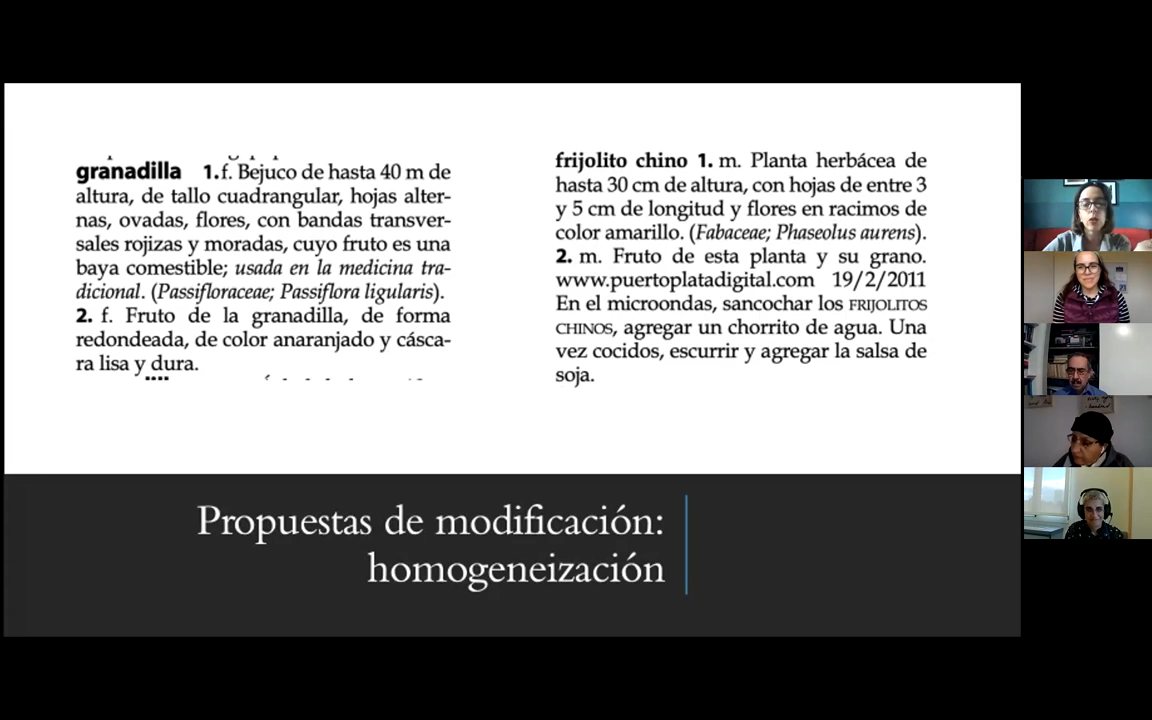 granadilla 1.f. Bejuco de hasta 40 m de
altura, de tallo cuadrangular, hojas alter-
nas, ovadas, flores, con bandas transver-
sales rojizas y moradas, cuyo fruto es una
baya comestible; usada en la medicina tra-
dicional. (Passifloraceae; Passiflora ligularis).
2. f. Fruto de la granadilla, de forma
redondeada, de color anaranjado y cásca-
ra lisa y dura.
frijolito chino 1. m. Planta herbácea de
hasta 30 cm de altura, con hojas de entre 3
y 5 cm de longitud y flores en racimos de
color amarillo. (Fabaceae; Phaseolus aurens).
2. m. Fruto de esta planta y su grano.
www.puertoplatadigital.com 19/2/2011
En el microondas, sancochar los FRIJOLITOS
CHINOS, agregar un chorrito de agua. Una
vez cocidos, escurrir y agregar la salsa de
soja.
Propuestas de modificación:
homogeneización